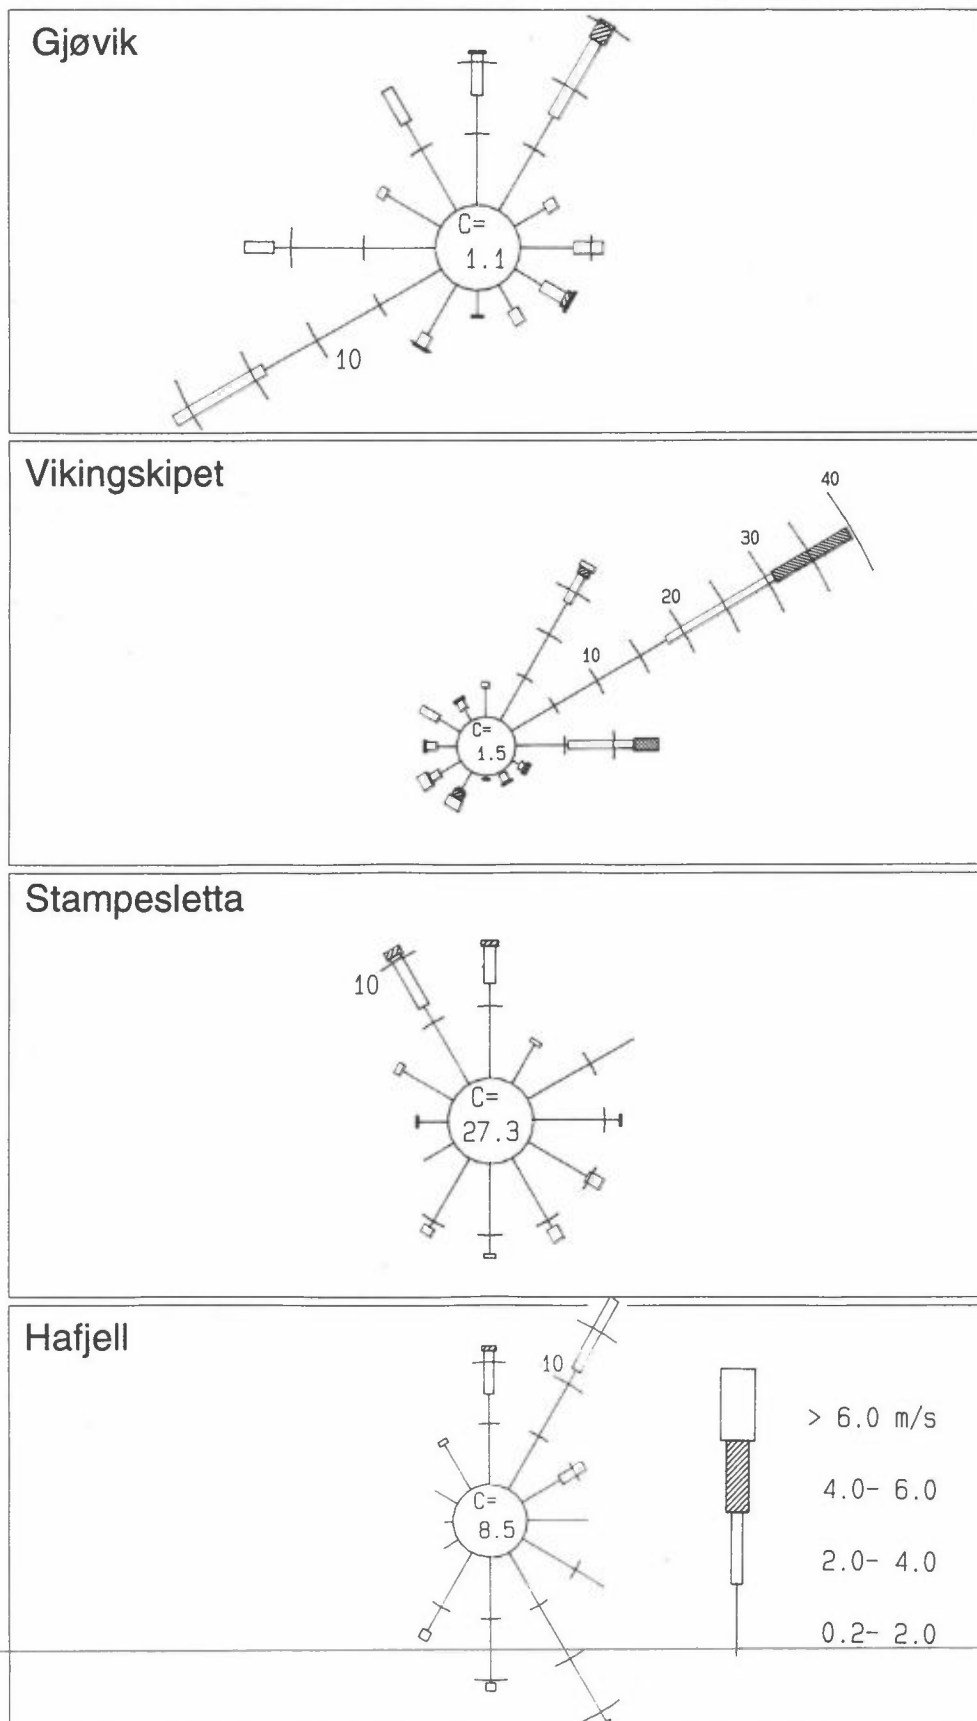 Gjøvik
C=
1.1
10
Vikingskipet
40
30
20
10
C=
1.5
Stampesletta
10
C=
27.3
Hafjell
10
> 6.0 m/s
C=
8.5
4.0- 6.0
2.0- 4.0
0.2- 2.0